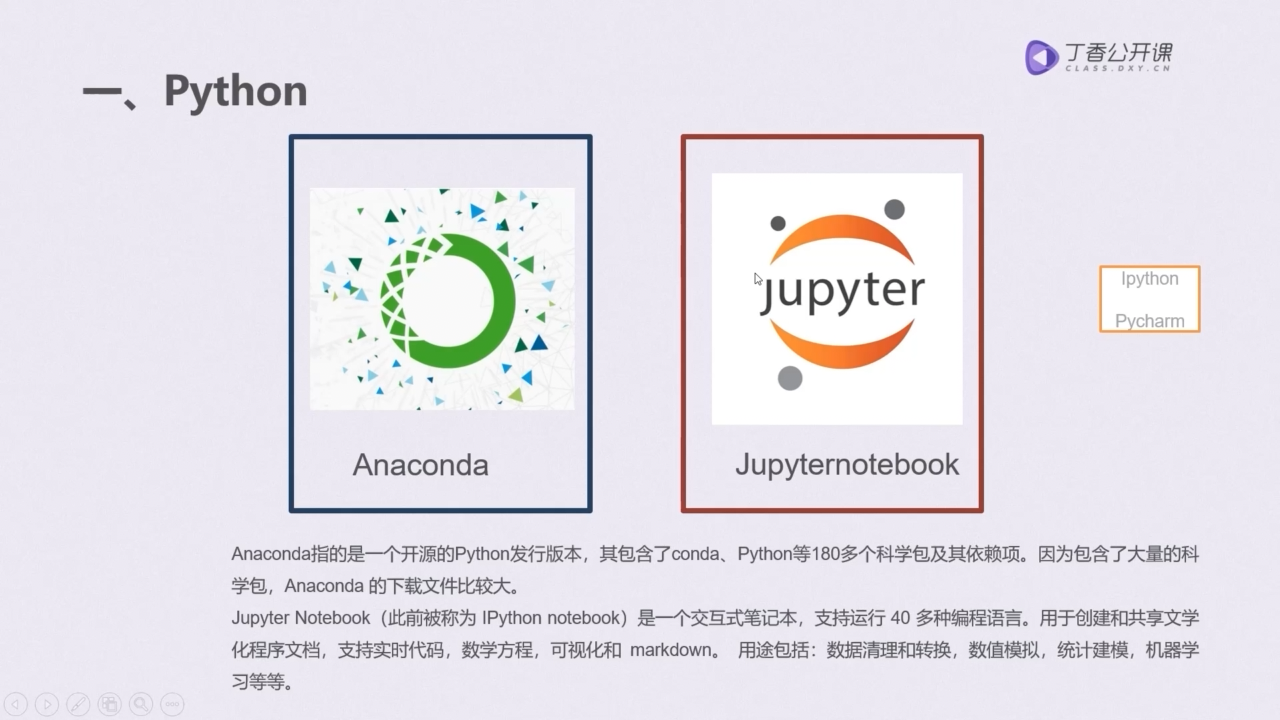 丁香公开课
CLASS.DXY.CN
一、Python
jupyter
Ipython
Pycharm
Anaconda
Jupyternotebook
Anaconda指的是一个开源的Python发行版本，其包含了conda、Python等180多个科学包及其依赖项。因为包含了大量的科
学包，Anaconda 的下载文件比较大。
Jupyter Notebook（此前被称为 IPython notebook）是一个交互式笔记本，支持运行 40 多种编程语言。用于创建和共享文学
化程序文档，支持实时代码，数学方程，可视化和 markdown。 用途包括：数据清理和转换，数值模拟，统计建模，机器学
习等等。